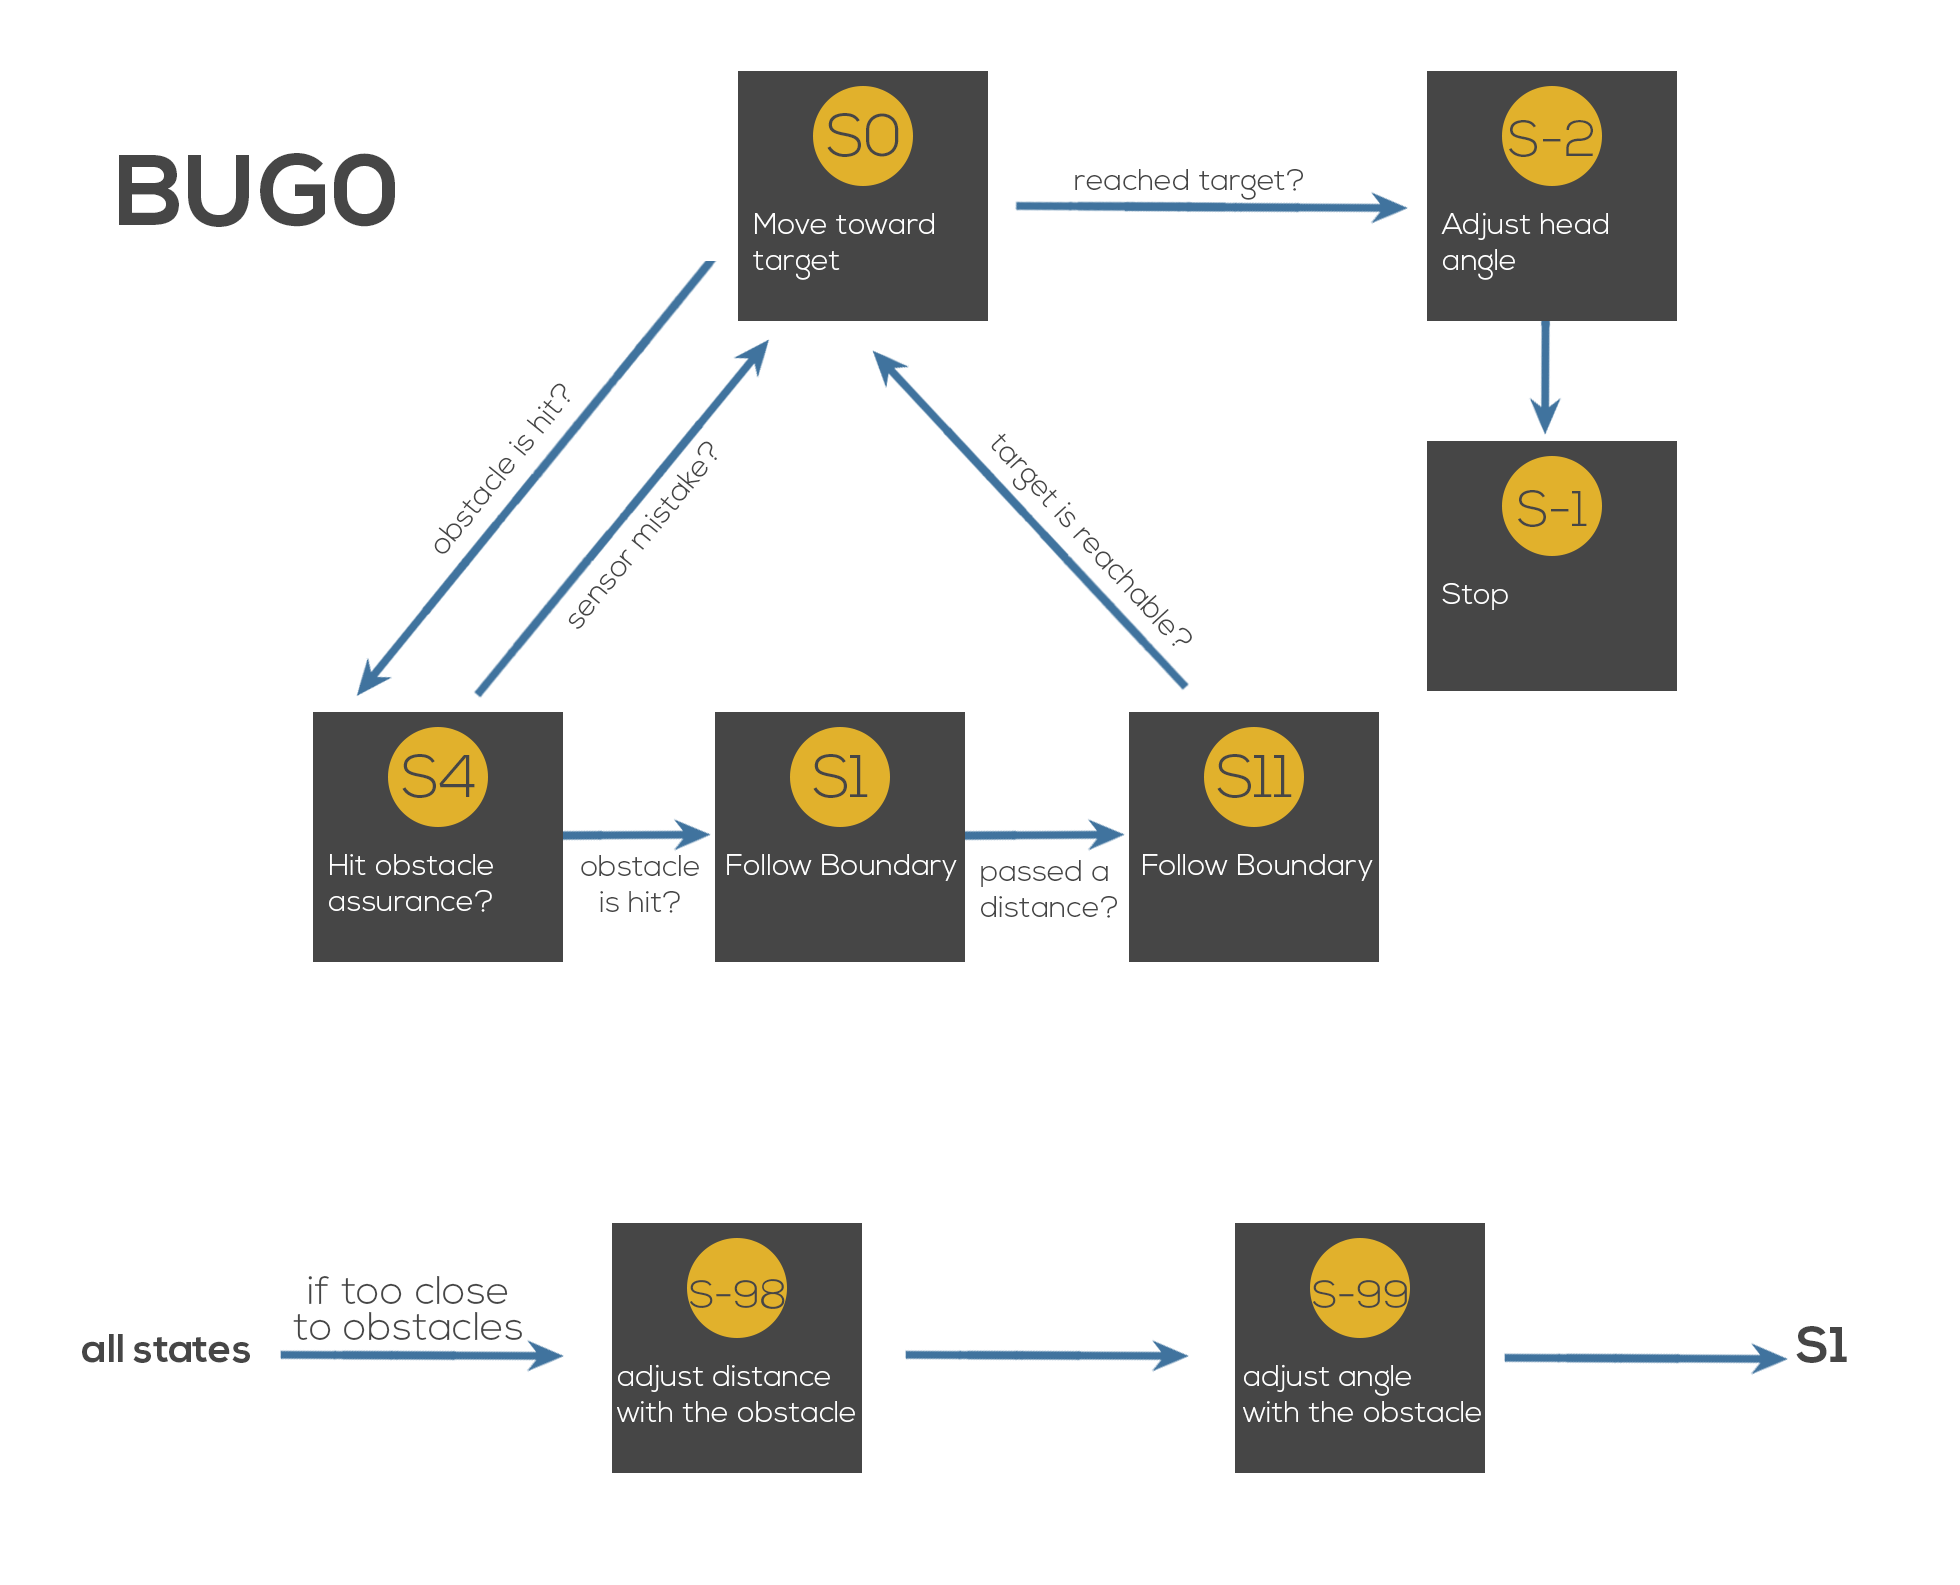 BUG0
S0
Move toward
target
reached target?
S-2
Adjust head
angle
obstacle is hit?
sensor mistake?
target is reachable?
S-1
Stop
S4
Hit obstacle
assurance?
obstacle
is hit?
S1
Follow Boundary
passed a
distance?
S11
Follow Boundary
all states
if too close
to obstacles
S-98
adjust distance
with the obstacle
S-99
adjust angle
with the obstacle
S1